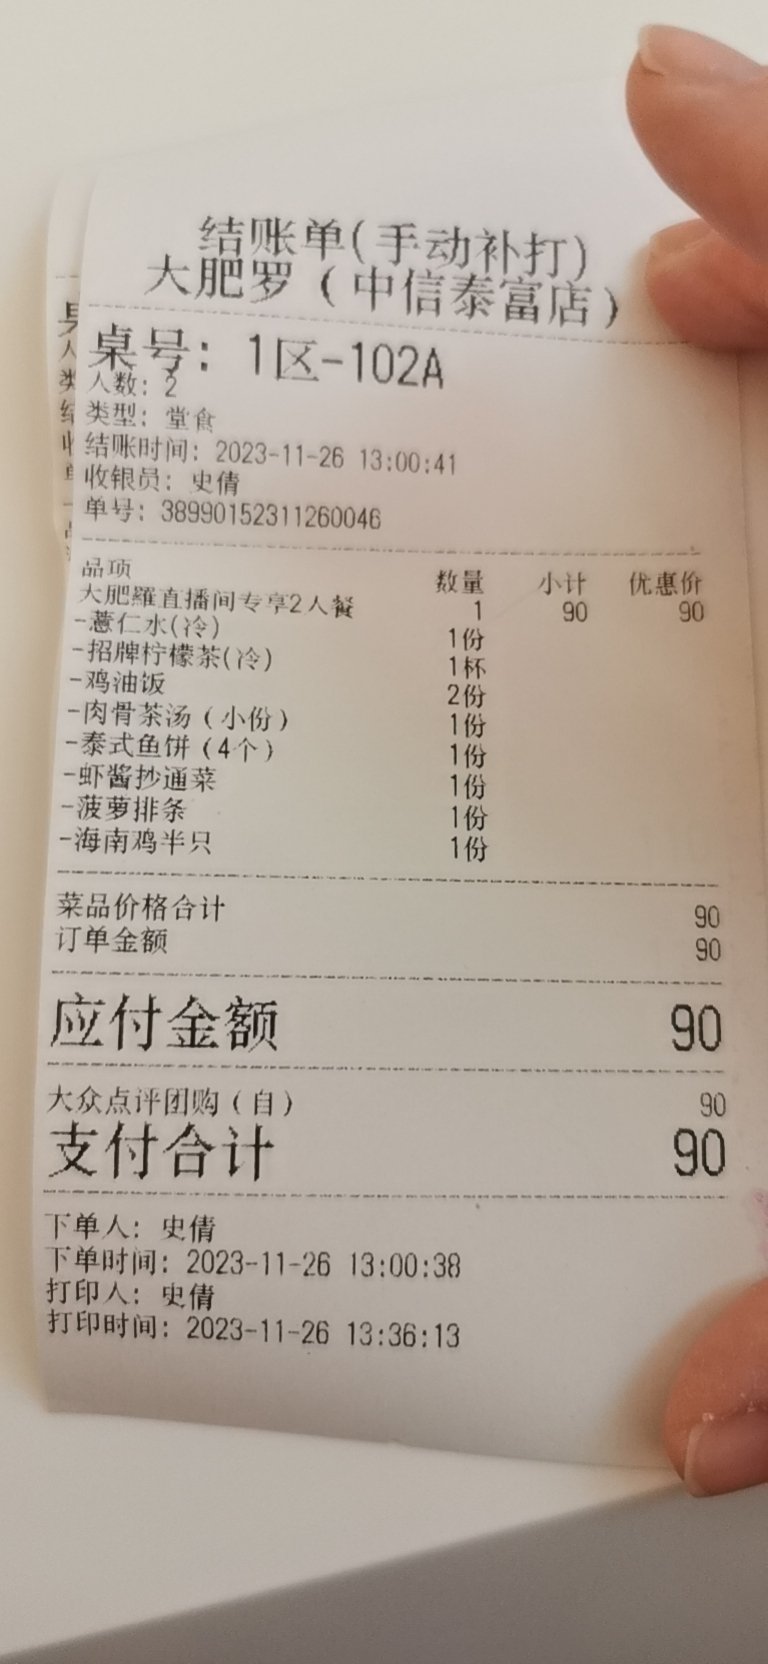 结账单(手动补打)
大肥罗（中信泰富店）
桌号: 1区-102A
人数: 2
类型: 堂食
结账时间: 2023-11-26 13:00:41
收银员: 史倩
单号: 38990152311260046
品项 数量 小计 优惠价
大肥羅直播间专享2人餐 1 90 90
-薏仁水(冷) 1份
-招牌柠檬茶(冷) 1杯
-鸡油饭 2份
-肉骨茶汤（小份） 1份
-泰式鱼饼（4个） 1份
-虾酱抄通菜 1份
-菠萝排条 1份
-海南鸡半只 1份
菜品价格合计 90
订单金额 90
应付金额 90
大众点评团购（自） 90
支付合计 90
下单人: 史倩
下单时间: 2023-11-26 13:00:38
打印人: 史倩
打印时间: 2023-11-26 13:36:13